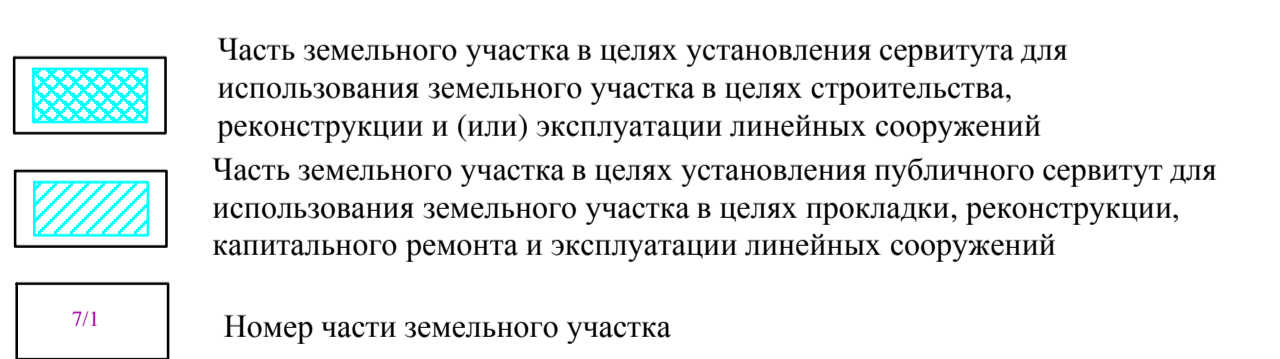 Часть земельного участка в целях установления сервитута для
использования земельного участка в целях строительства,
реконструкции и (или) эксплуатации линейных сооружений
Часть земельного участка в целях установления публичного сервитут для
использования земельного участка в целях прокладки, реконструкции,
капитального ремонта и эксплуатации линейных сооружений
7/1 Номер части земельного участка